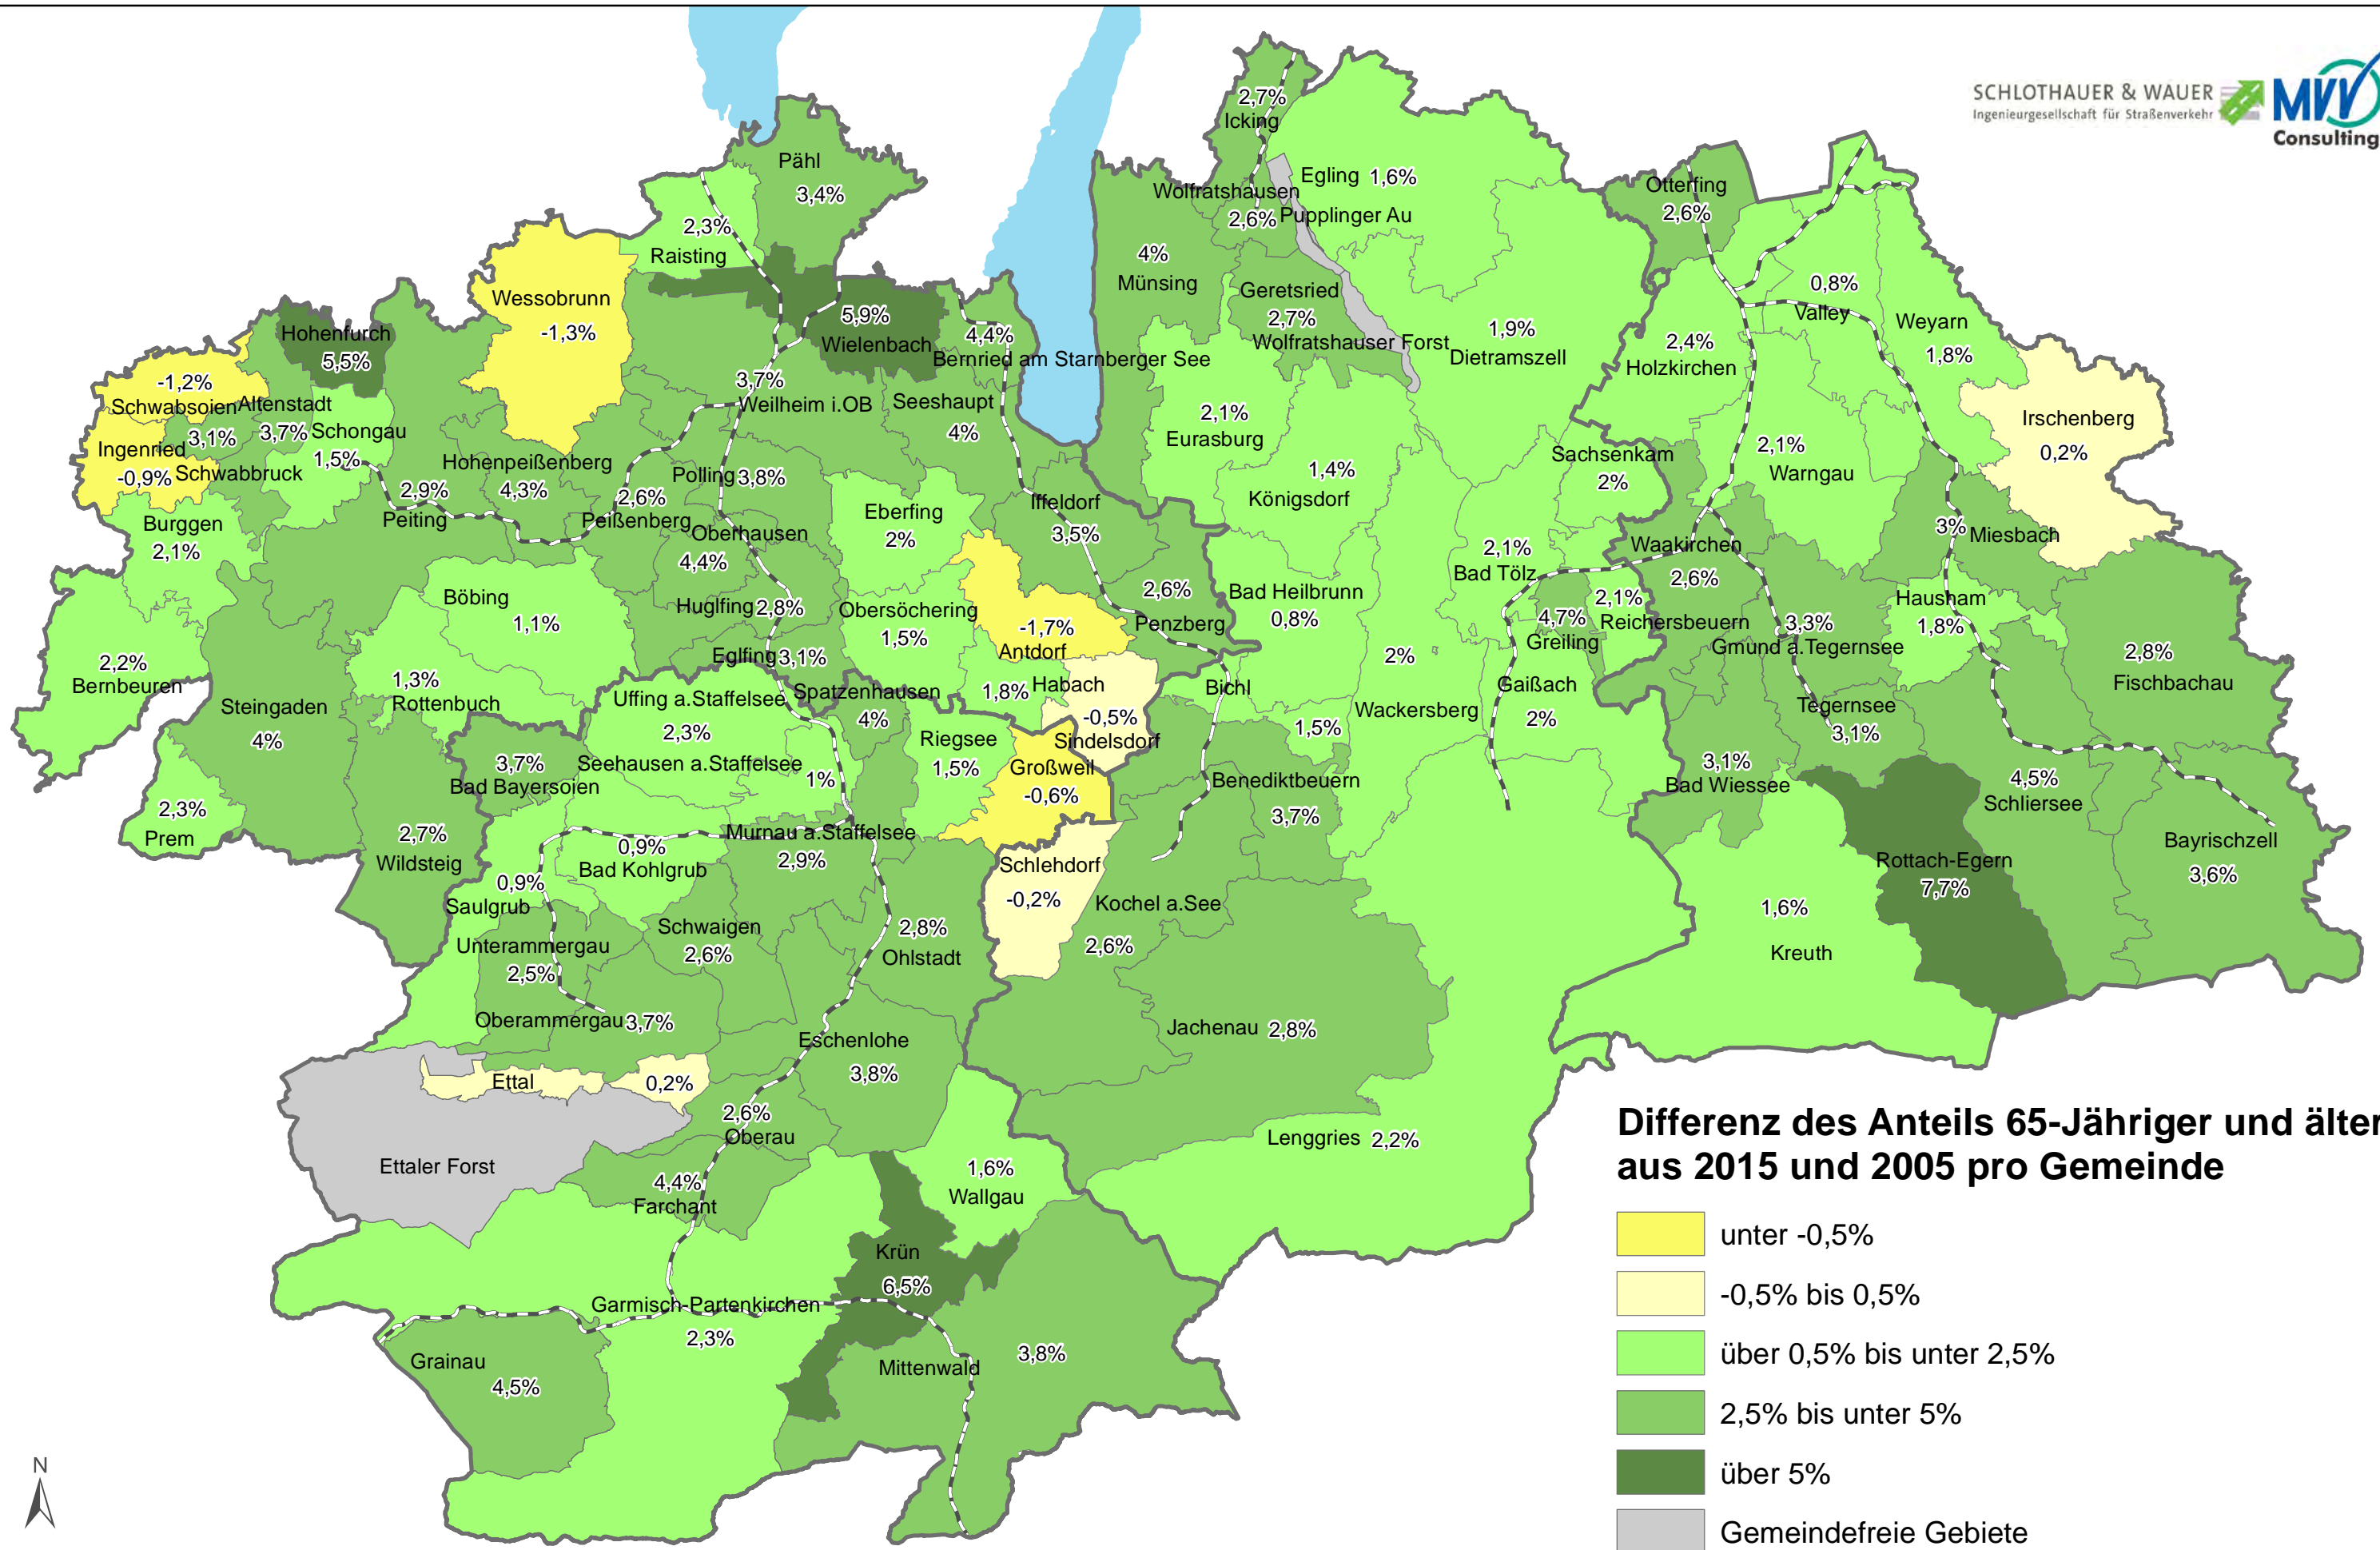 SCHLOTHAUER & WAUER
Ingenieurgesellschaft für Straßenverkehr
MVV
Consulting
2,7%
Icking
Pähl
3,4%
Egling 1,6%
Wolfratshausen
2,6%
Pupplinger Au
Otterfing
2,6%
2,3%
Raisting
4%
Münsing
Geretsried
2,7%
Wolfratshauser Forst
1,9%
Dietramszell
0,8%
Valley
Weyarn
1,8%
2,4%
Holzkirchen
Wessobrunn
-1,3%
5,9%
Wielenbach
4,4%
Bernried am Starnberger See
Hohenfurch
5,5%
-1,2%
Schwabsoien
Altenstadt
3,7%
3,1%
Schwabbruck
Ingenried
-0,9%
Schongau
1,5%
3,7%
Weilheim i.OB
Seeshaupt
4%
2,1%
Eurasburg
1,4%
Königsdorf
Sachsenkam
2%
2,1%
Warngau
Irschenberg
0,2%
Hohenpeißenberg
4,3%
2,9%
Peiting
2,6%
Peißenberg
Polling 3,8%
Oberhausen
4,4%
Eberfing
2%
Iffeldorf
3,5%
Burggen
2,1%
2,1%
Bad Tölz
Waakirchen
2,6%
3%
Miesbach
Böbing
1,1%
Huglfing 2,8%
Obersöchering
1,5%
-1,7%
Antdorf
2,6%
Penzberg
Bad Heilbrunn
0,8%
4,7%
Greiling
2,1%
Reichersbeuern
3,3%
Gmund a.Tegernsee
Hausham
1,8%
2,8%
Fischbachau
2,2%
Bernbeuren
Eglfing 3,1%
1,3%
Rottenbuch
Steingaden
4%
Uffing a.Staffelsee
2,3%
Spatzenhausen
4%
1,8%
Habach
-0,5%
Sindelsdorf
Bichl
1,5%
2%
Wackersberg
Gaißach
2%
Tegernsee
3,1%
3,7%
Bad Bayersoien
Seehausen a.Staffelsee
1%
Riegsee
1,5%
Großweil
-0,6%
Benediktbeuern
3,7%
3,1%
Bad Wiessee
4,5%
Schliersee
2,3%
Prem
2,7%
Wildsteig
0,9%
Bad Kohlgrub
Murnau a.Staffelsee
2,9%
Schlehdorf
-0,2%
Kochel a.See
2,6%
Rottach-Egern
7,7%
Bayrischzell
3,6%
0,9%
Saulgrub
Unterammergau
2,5%
Schwaigen
2,6%
2,8%
Ohlstadt
1,6%
Kreuth
Oberammergau 3,7%
Eschenlohe
3,8%
Jachenau 2,8%
Ettal
0,2%
2,6%
Oberau
Lenggries 2,2%
Ettaler Forst
4,4%
Farchant
1,6%
Wallgau
Krün
6,5%
Garmisch-Partenkirchen
2,3%
Grainau
4,5%
Mittenwald
3,8%
N
Differenz des Anteils 65-Jähriger und älter
aus 2015 und 2005 pro Gemeinde
unter -0,5%
-0,5% bis 0,5%
über 0,5% bis unter 2,5%
2,5% bis unter 5%
über 5%
Gemeindefreie Gebiete